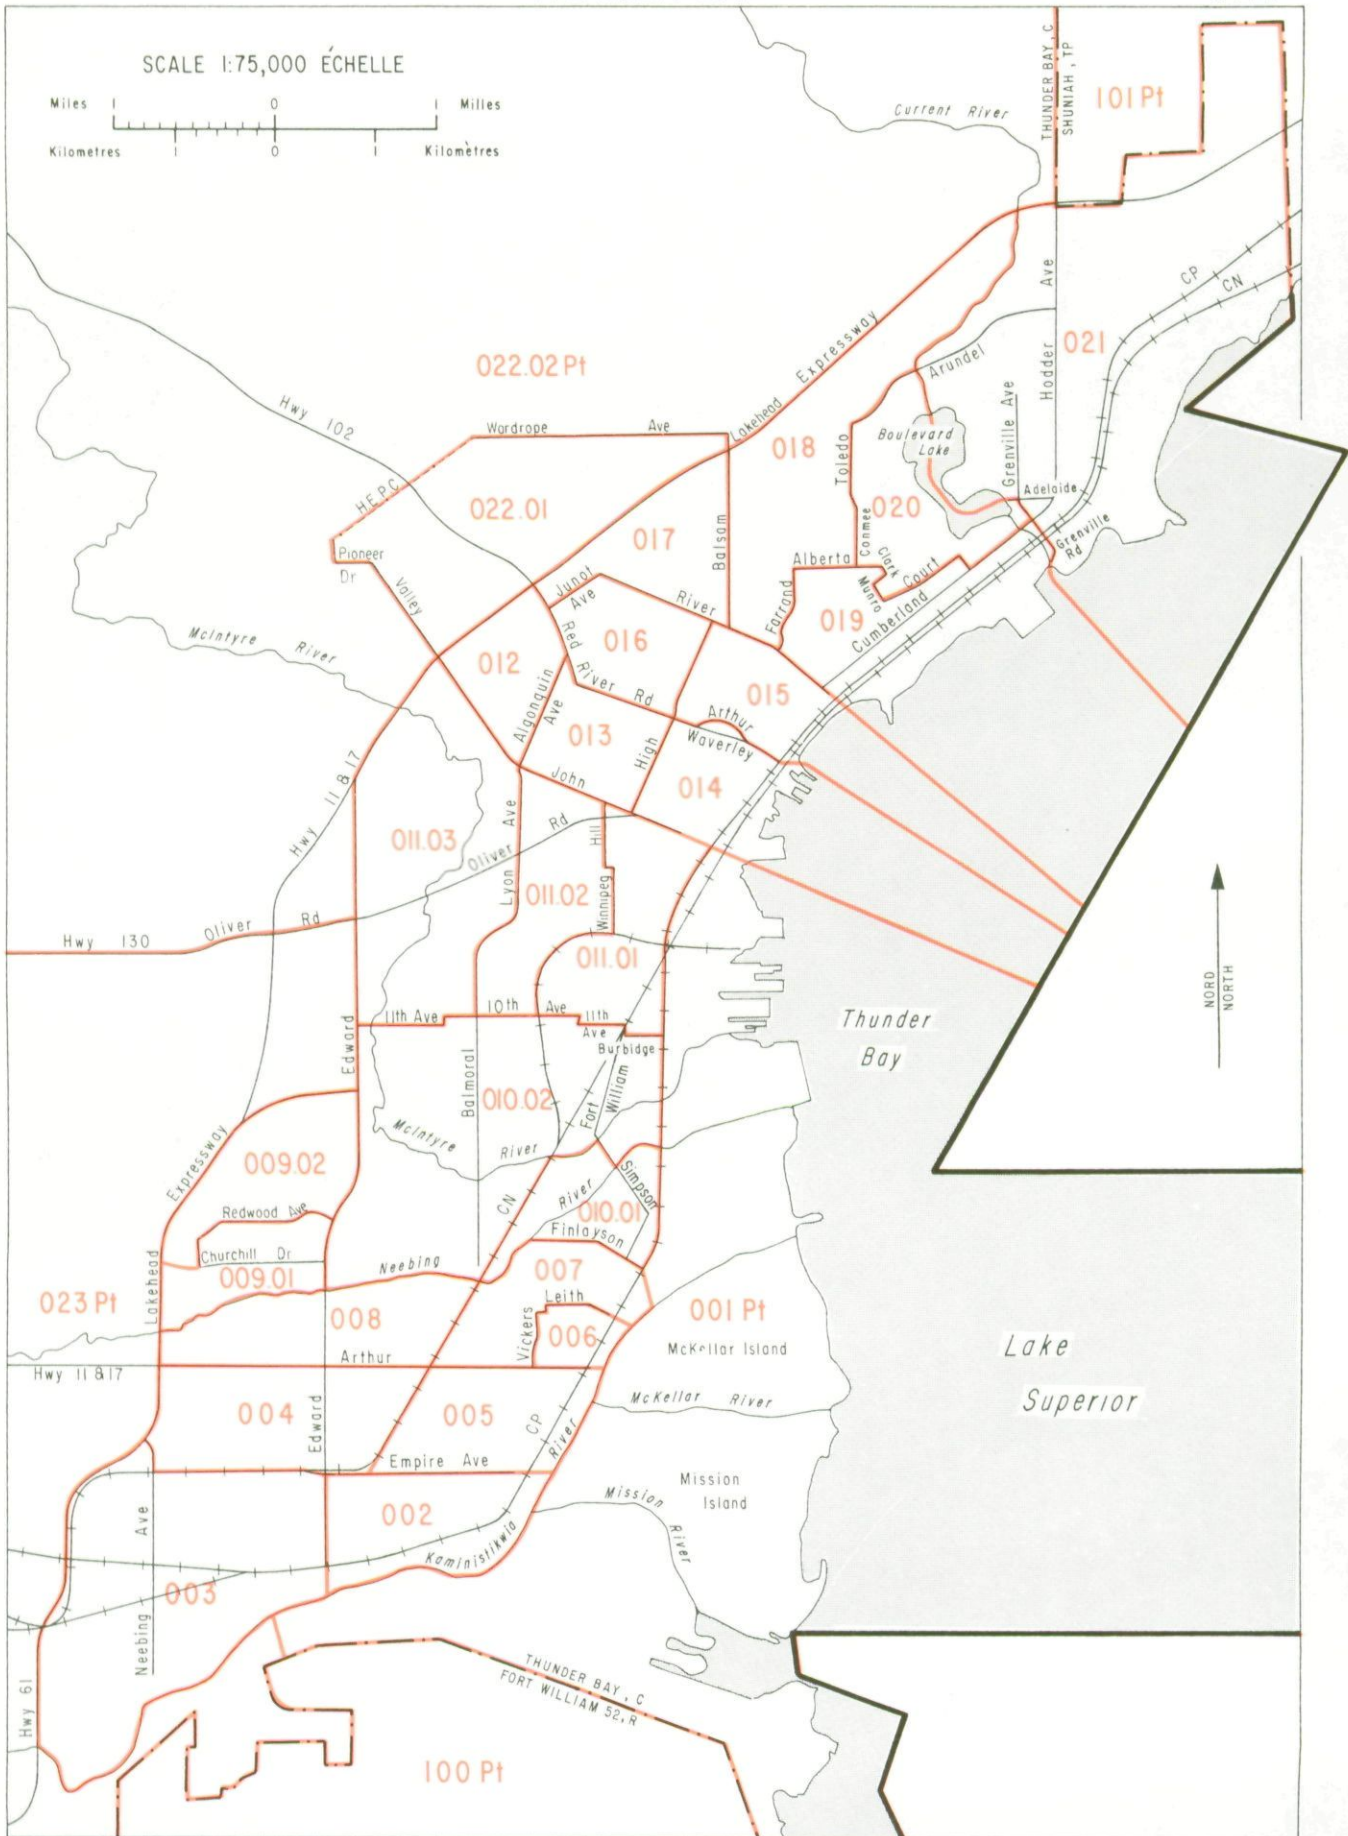 SCALE 1:75,000 ÉCHELLE
Miles 1 0 1 Milles
Kilometres 1 0 1 Kilomètres
THUNDER BAY, C
SHUNIAH, TP
101 Pt
Current River
CP
CN
Hodder Ave
021
Lakehead Expressway
Arundel
Grenville Ave
022.02 Pt
Hwy 102
Wardrope Ave
018
Toledo
Boulevard
Lake
Adelaide
H.E.P.C.
022.01
017
Balsam
020
Conmee
Grenville
Rd
Pioneer
Dr
Valley
Junot
Ave
River
Alberta
Clark
Munro
Court
Farrand
019
Cumberland
McIntyre River
012
Red River Rd
016
Algonquin
Ave
015
013
High
Arthur
Waverley
John
014
Hwy 11 & 17
011.03
Lyon Ave
Oliver Rd
Hill
011.02
Winnipeg
Hwy 130
Oliver Rd
011.01
NORD
NORTH
Edward
11th Ave
10th Ave
11th
Ave
Burbidge
Thunder
Bay
Balmoral
010.02
Fort
William
McIntyre River
Expressway
009.02
CN
River
Simpson
010.01
Redwood Ave
Finlayson
Churchill Dr
Neebing
009.01
007
023 Pt
Lakehead
008
Leith
Vickers
006
001 Pt
McKellar Island
Arthur
Hwy 11 & 17
Lake
Superior
McKellar River
004
Edward
005
CP
River
Empire Ave
Mission
Island
Mission
River
002
Neebing Ave
Kaministikwia
003
Hwy 61
THUNDER BAY, C
FORT WILLIAM 52, R
100 Pt